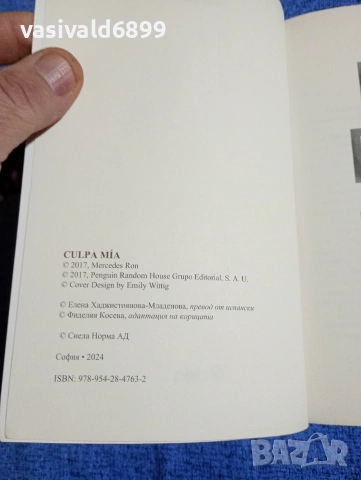 vasivald6899
CULPA MÍA
© 2017, Mercedes Ron
© 2017, Penguin Random House Grupo Editorial, S. A. U.
© Cover Design by Emily Wittig
© Елена Хаджистоянова-Младенова, превод от испански
© Фиделия Косева, адаптация на корицата
© Сиела Норма АД
София • 2024
ISBN: 978-954-28-4763-2
BAZAR